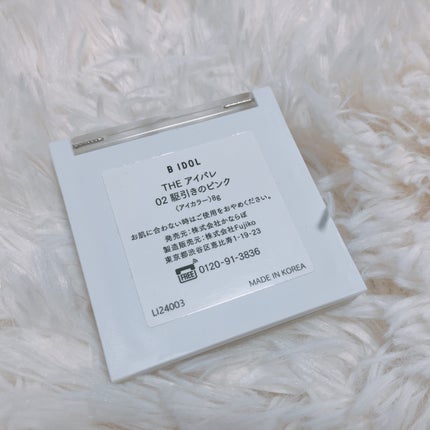 B IDOL
THE アイパレ
02 駆引きのピンク
〈アイカラー〉8g
お肌に合わない時はご使用をおやめください。
発売元:株式会社かならぼ
製造販売元:株式会社Fujiko
東京都渋谷区恵比寿1-19-23
FREE 0120-91-3836
MADE IN KOREA
LI24003